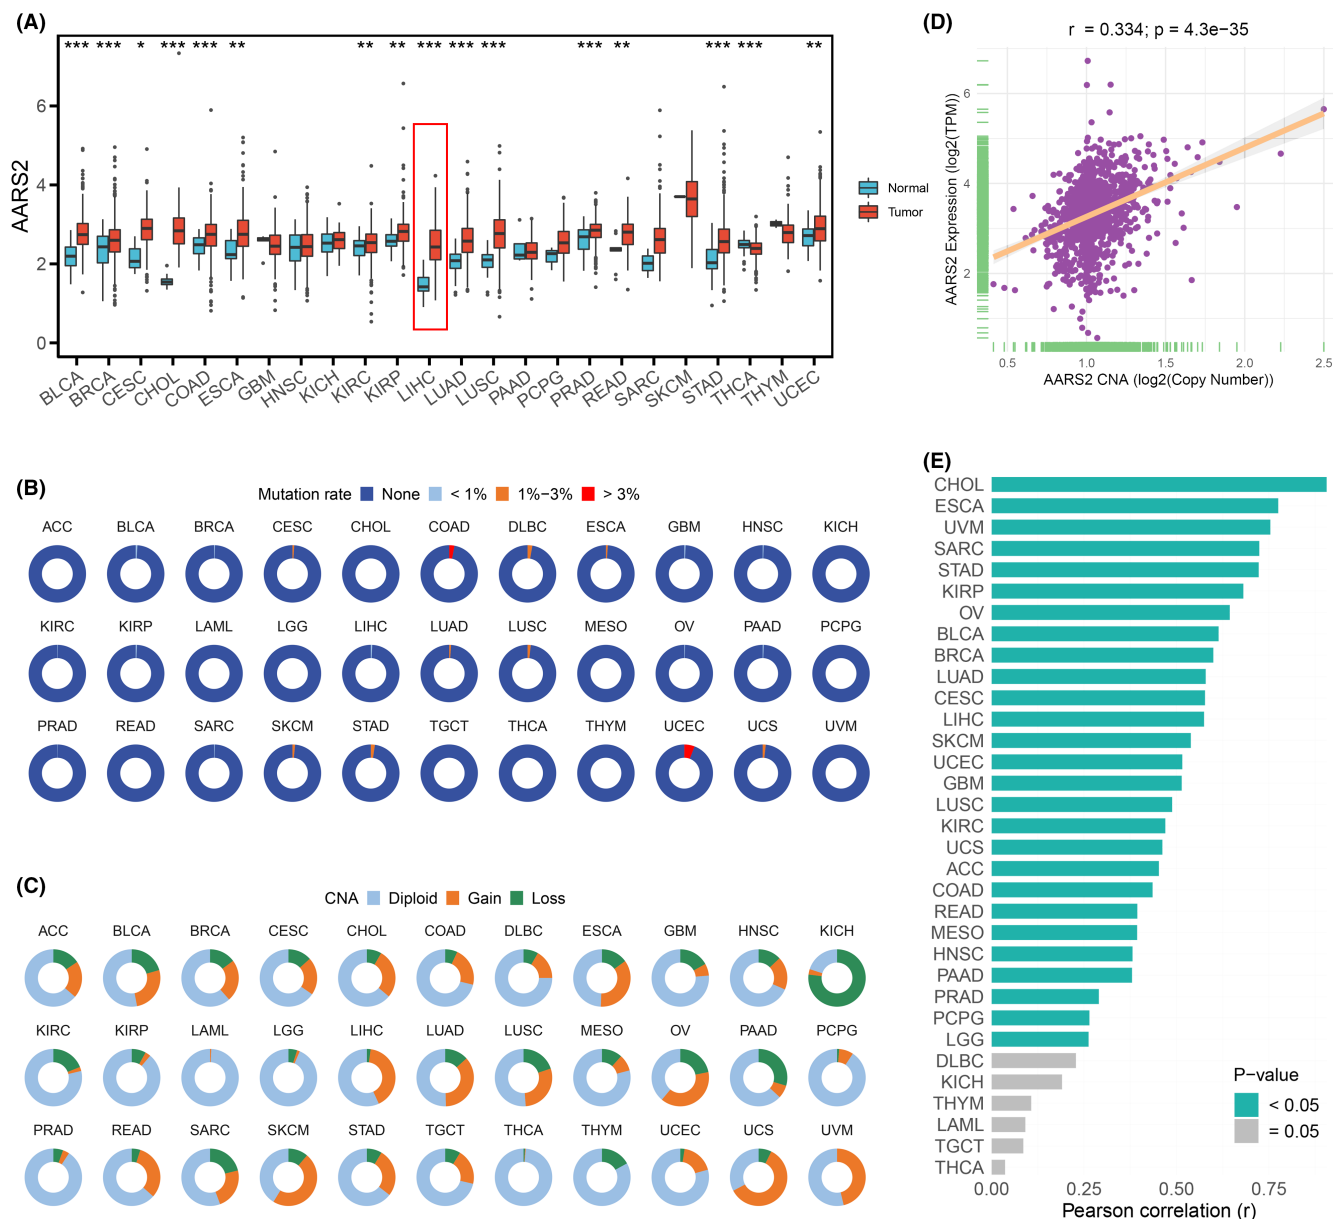 (A)
*** *** * *** *** ** ** ** *** *** *** *** ** *** *** **
AARS2
6
4
2
0
BLCA BRCA CESC CHOL COAD ESCA GBM HNSC KICH KIRC KIRP LIHC LUAD LUSC PAAD PCPG PRAD READ SARC SKCM STAD THCA THYM UCEC
Normal
Tumor
(B)
Mutation rate None < 1% 1%−3% > 3%
ACC BLCA BRCA CESC CHOL COAD DLBC ESCA GBM HNSC KICH
KIRC KIRP LAML LGG LIHC LUAD LUSC MESO OV PAAD PCPG
PRAD READ SARC SKCM STAD TGCT THCA THYM UCEC UCS UVM
(C)
CNA Diploid Gain Loss
ACC BLCA BRCA CESC CHOL COAD DLBC ESCA GBM HNSC KICH
KIRC KIRP LAML LGG LIHC LUAD LUSC MESO OV PAAD PCPG
PRAD READ SARC SKCM STAD TGCT THCA THYM UCEC UCS UVM
(D)
r = 0.334; p = 4.3e−35
AARS2 Expression (log2(TPM))
6
4
2
0.5 1.0 1.5 2.0 2.5
AARS2 CNA (log2(Copy Number))
(E)
CHOL
ESCA
UVM
SARC
STAD
KIRP
OV
BLCA
BRCA
LUAD
CESC
LIHC
SKCM
UCEC
GBM
LUSC
KIRC
UCS
ACC
COAD
READ
MESO
HNSC
PAAD
PRAD
PCPG
LGG
DLBC
KICH
THYM
LAML
TGCT
THCA
P−value
< 0.05
= 0.05
0.00 0.25 0.50 0.75
Pearson correlation (r)